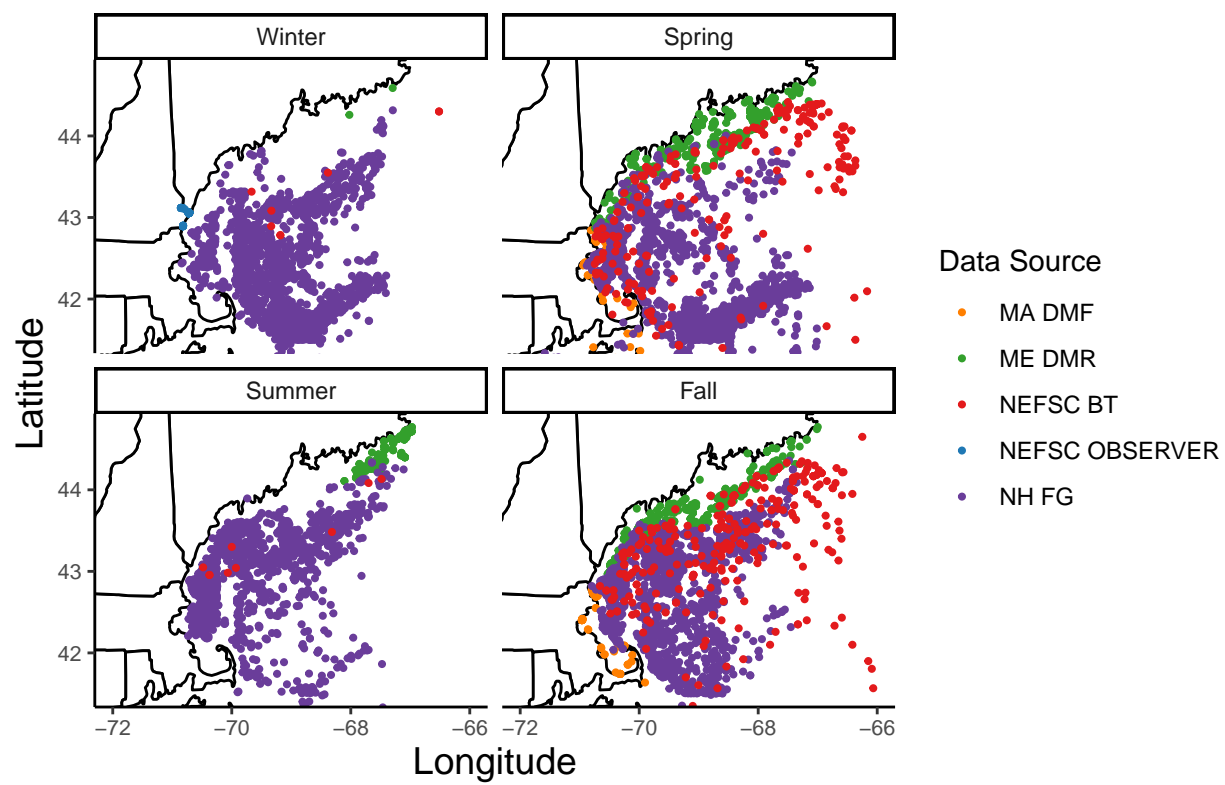 Winter
Spring
44
43
42
Summer
Fall
44
43
42
−72
−70
−68
−66
−72
−70
−68
−66
Longitude
Latitude
Data Source
MA DMF
ME DMR
NEFSC BT
NEFSC OBSERVER
NH FG